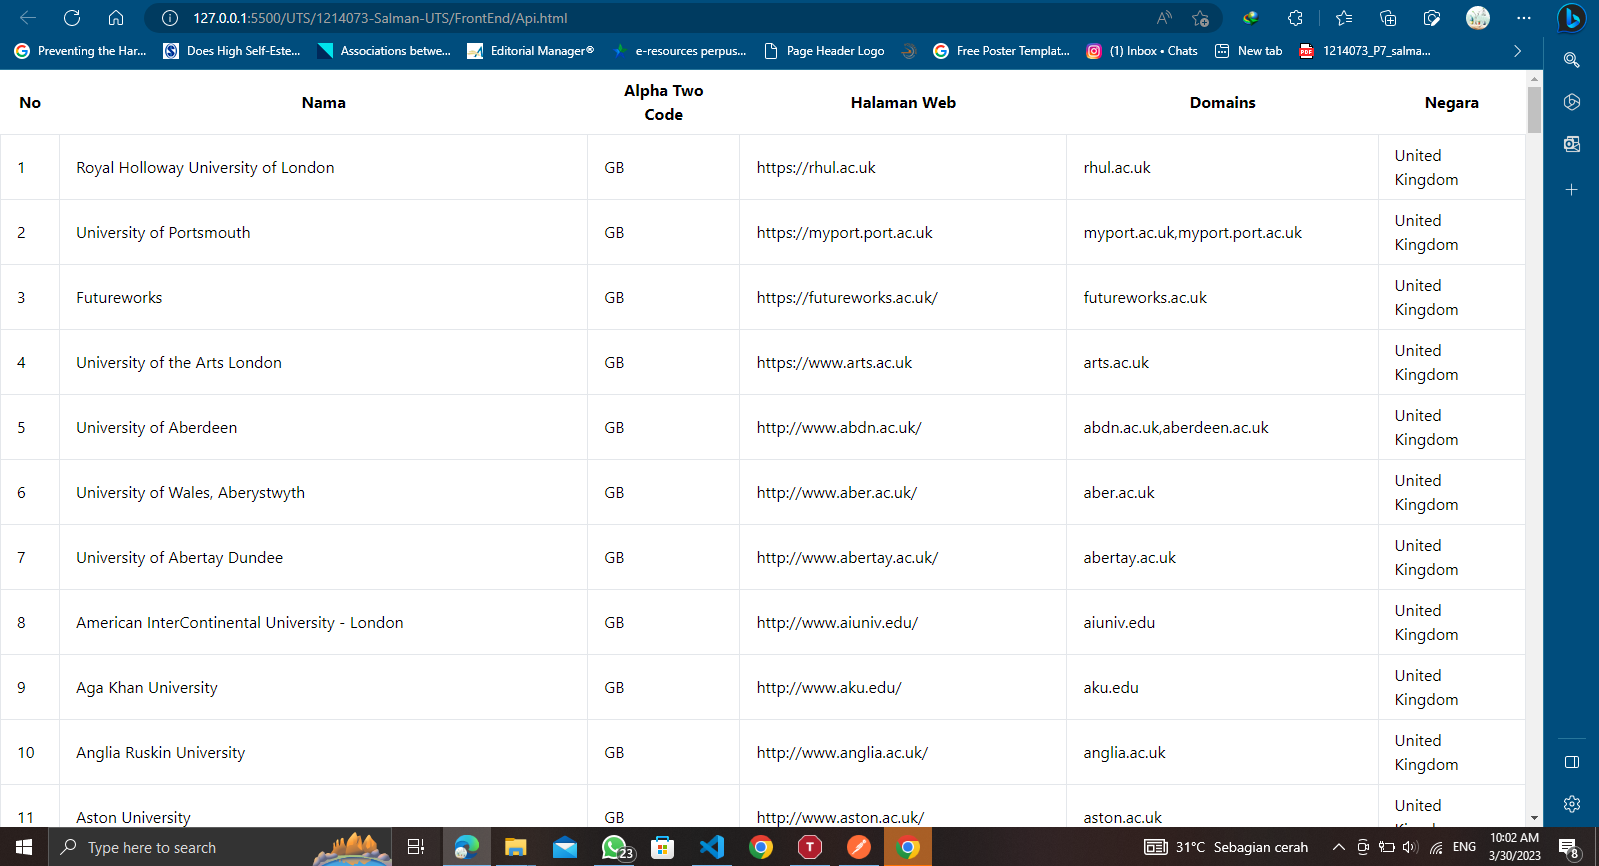 127.0.0.1:5500/UTS/1214073-Salman-UTS/FrontEnd/Api.html
Preventing the Har... Does High Self-Este... Associations betwe... Editorial Manager® e-resources perpus... Page Header Logo Free Poster Templat... (1) Inbox • Chats New tab PDF 1214073_P7_salma...
No Nama Alpha Two Code Halaman Web Domains Negara
1 Royal Holloway University of London GB https://rhul.ac.uk rhul.ac.uk United Kingdom
2 University of Portsmouth GB https://myport.port.ac.uk myport.ac.uk,myport.port.ac.uk United Kingdom
3 Futureworks GB https://futureworks.ac.uk/ futureworks.ac.uk United Kingdom
4 University of the Arts London GB https://www.arts.ac.uk arts.ac.uk United Kingdom
5 University of Aberdeen GB http://www.abdn.ac.uk/ abdn.ac.uk,aberdeen.ac.uk United Kingdom
6 University of Wales, Aberystwyth GB http://www.aber.ac.uk/ aber.ac.uk United Kingdom
7 University of Abertay Dundee GB http://www.abertay.ac.uk/ abertay.ac.uk United Kingdom
8 American InterContinental University - London GB http://www.aiuniv.edu/ aiuniv.edu United Kingdom
9 Aga Khan University GB http://www.aku.edu/ aku.edu United Kingdom
10 Anglia Ruskin University GB http://www.anglia.ac.uk/ anglia.ac.uk United Kingdom
11 Aston University GB http://www.aston.ac.uk/ aston.ac.uk United
Type here to search 23 T 31°C Sebagian cerah ENG 10:02 AM
3/30/2023 8